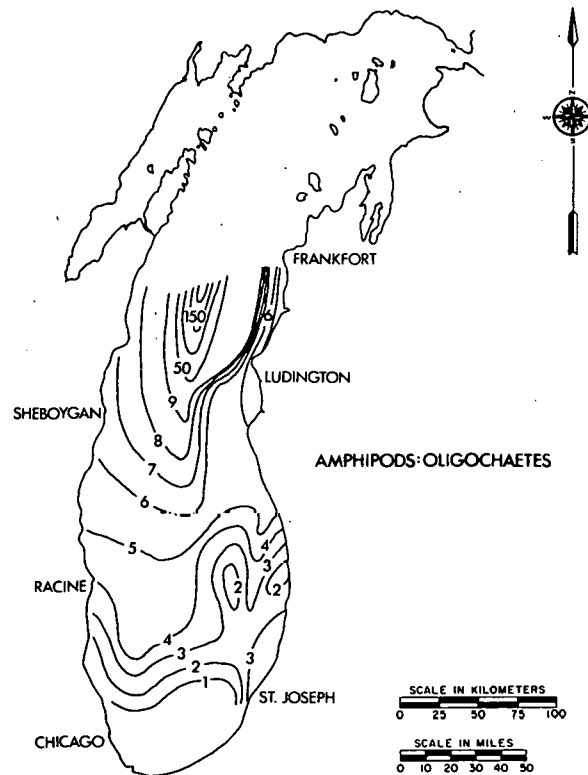 N
W
S
FRANKFORT
150
6
50
LUDINGTON
9
SHEBOYGAN
8
7
AMPHIPODS:OLIGOCHAETES
6
5
4
3
RACINE
2
2
4
3
2
3
1
ST. JOSEPH
SCALE IN KILOMETERS
0 25 50 75 100
CHICAGO
SCALE IN MILES
0 10 20 30 40 50